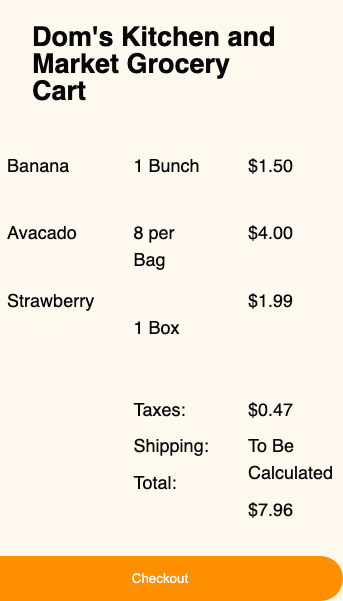 Dom's Kitchen and
Market Grocery
Cart
Banana 1 Bunch $1.50
Avacado 8 per $4.00
Bag
Strawberry $1.99
1 Box
Taxes: $0.47
Shipping: To Be
Calculated
Total:
$7.96
Checkout